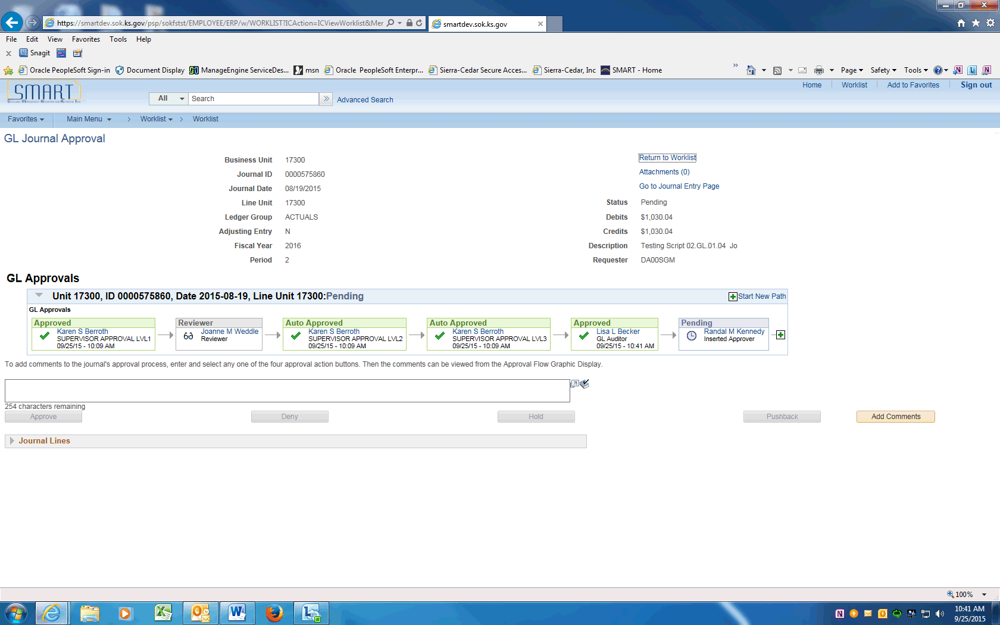 https://smartdev.sok.ks.gov/psp/sokfstst/EMPLOYEE/ERP/w/WORKLIST?ICAction=ICViewWorklist&Mer
smartdev.sok.ks.gov
File Edit View Favorites Tools Help
x Snagit
Oracle PeopleSoft Sign-in Document Display ManageEngine ServiceDes... msn Oracle PeopleSoft Enterpr... Sierra-Cedar Secure Acces... Sierra-Cedar, Inc SMART - Home
Page Safety Tools
SMART
Home Worklist Add to Favorites Sign out
All Search Advanced Search
Favorites Main Menu > Worklist > Worklist
GL Journal Approval
Business Unit 17300
Return to Worklist
Journal ID 0000575860
Attachments (0)
Journal Date 08/19/2015
Go to Journal Entry Page
Line Unit 17300
Status Pending
Ledger Group ACTUALS
Debits $1,030.04
Adjusting Entry N
Credits $1,030.04
Fiscal Year 2016
Description Testing Script 02.GL.01.04 Jo
Period 2
Requester DA00SGM
GL Approvals
Unit 17300, ID 0000575860, Date 2015-08-19, Line Unit 17300:Pending
Start New Path
GL Approvals
Approved
Karen S Berroth
SUPERVISOR APPROVAL LVL1
09/25/15 - 10:09 AM
Reviewer
Joanne M Weddle
Reviewer
Auto Approved
Karen S Berroth
SUPERVISOR APPROVAL LVL2
09/25/15 - 10:09 AM
Auto Approved
Karen S Berroth
SUPERVISOR APPROVAL LVL3
09/25/15 - 10:09 AM
Approved
Lisa L Becker
GL Auditor
09/25/15 - 10:41 AM
Pending
Randal M Kennedy
Inserted Approver
To add comments to the journal's approval process, enter and select any one of the four approval action buttons. Then the comments can be viewed from the Approval Flow Graphic Display.
254 characters remaining
Approve Deny Hold Pushback Add Comments
Journal Lines
100%
10:41 AM
9/25/2015